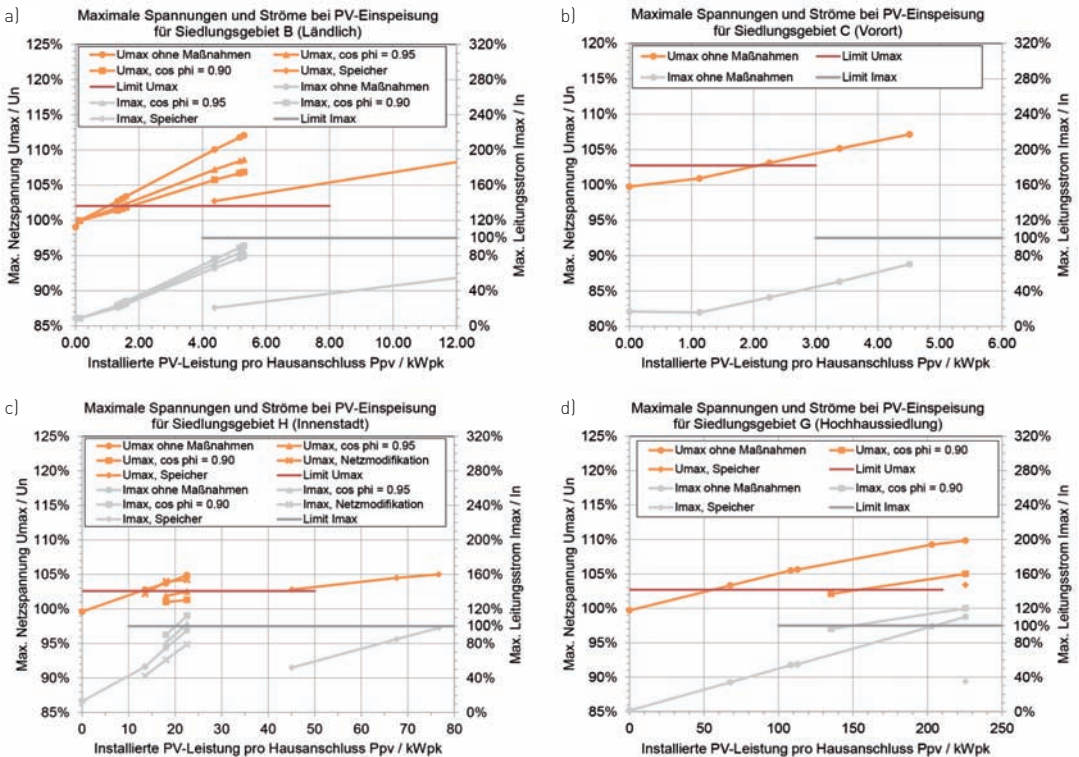 a)
Maximale Spannungen und Ströme bei PV-Einspeisung
für Siedlungsgebiet B (Ländlich)
Max. Netzspannung Umax / Un
125%
120%
115%
110%
105%
100%
95%
90%
85%
Umax ohne Maßnahmen
Umax, cos phi = 0.95
Umax, cos phi = 0.90
Umax, Speicher
Limit Umax
Imax ohne Maßnahmen
Imax, cos phi = 0.95
Imax, cos phi = 0.90
Imax, Speicher
Limit Imax
320%
280%
240%
200%
160%
120%
100%
80%
40%
0%
Max. Leitungsstrom Imax / In
0.00 2.00 4.00 6.00 8.00 10.00 12.00
Installierte PV-Leistung pro Hausanschluss Ppv / kWpk
b)
Maximale Spannungen und Ströme bei PV-Einspeisung
für Siedlungsgebiet C (Vorort)
Max. Netzspannung Umax / Un
120%
115%
110%
105%
100%
95%
90%
85%
80%
Umax ohne Maßnahmen
Limit Umax
Imax ohne Maßnahmen
Limit Imax
320%
280%
240%
200%
160%
120%
100%
80%
40%
0%
Max. Leitungsstrom Imax / In
0.00 1.00 2.00 3.00 4.00 5.00 6.00
Installierte PV-Leistung pro Hausanschluss Ppv / kWpk
c)
Maximale Spannungen und Ströme bei PV-Einspeisung
für Siedlungsgebiet H (Innenstadt)
Max. Netzspannung Umax / Un
125%
120%
115%
110%
105%
100%
95%
90%
85%
Umax ohne Maßnahmen
Umax, cos phi = 0.95
Umax, cos phi = 0.90
Umax, Netzmodifikation
Umax, Speicher
Limit Umax
Imax ohne Maßnahmen
Imax, cos phi = 0.95
Imax, cos phi = 0.90
Imax, Netzmodifikation
Imax, Speicher
Limit Imax
320%
280%
240%
200%
160%
120%
100%
80%
40%
0%
Max. Leitungsstrom Imax / In
0 10 20 30 40 50 60 70 80
Installierte PV-Leistung pro Hausanschluss Ppv / kWpk
d)
Maximale Spannungen und Ströme bei PV-Einspeisung
für Siedlungsgebiet G (Hochhaussiedlung)
Max. Netzspannung Umax / Un
125%
120%
115%
110%
105%
100%
95%
90%
85%
Umax ohne Maßnahmen
Umax, cos phi = 0.90
Umax, Speicher
Limit Umax
Imax ohne Maßnahmen
Imax, cos phi = 0.90
Imax, Speicher
Limit Imax
320%
280%
240%
200%
160%
120%
100%
80%
40%
0%
Max. Leitungsstrom Imax / In
0 50 100 150 200 250
Installierte PV-Leistung pro Hausanschluss Ppv / kWpk